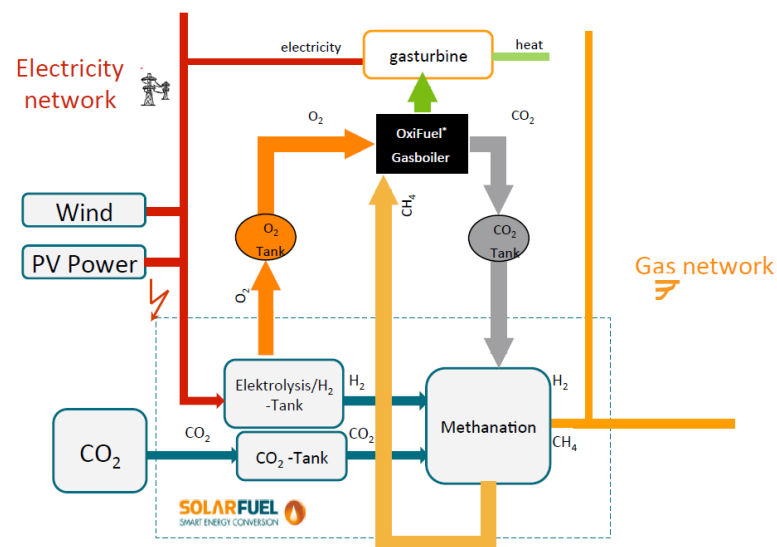 electricity
gasturbine
heat
Electricity
network
O₂
CO₂
OxiFuel*
Gasboiler
CH₄
Wind
PV Power
O₂
Tank
CO₂
Tank
O₂
Gas network
Elektrolysis/H₂
-Tank
H₂
H₂
Methanation
CH₄
CO₂
CO₂
CO₂
CO₂ -Tank
SOLARFUEL
SMART ENERGY CONVERSION